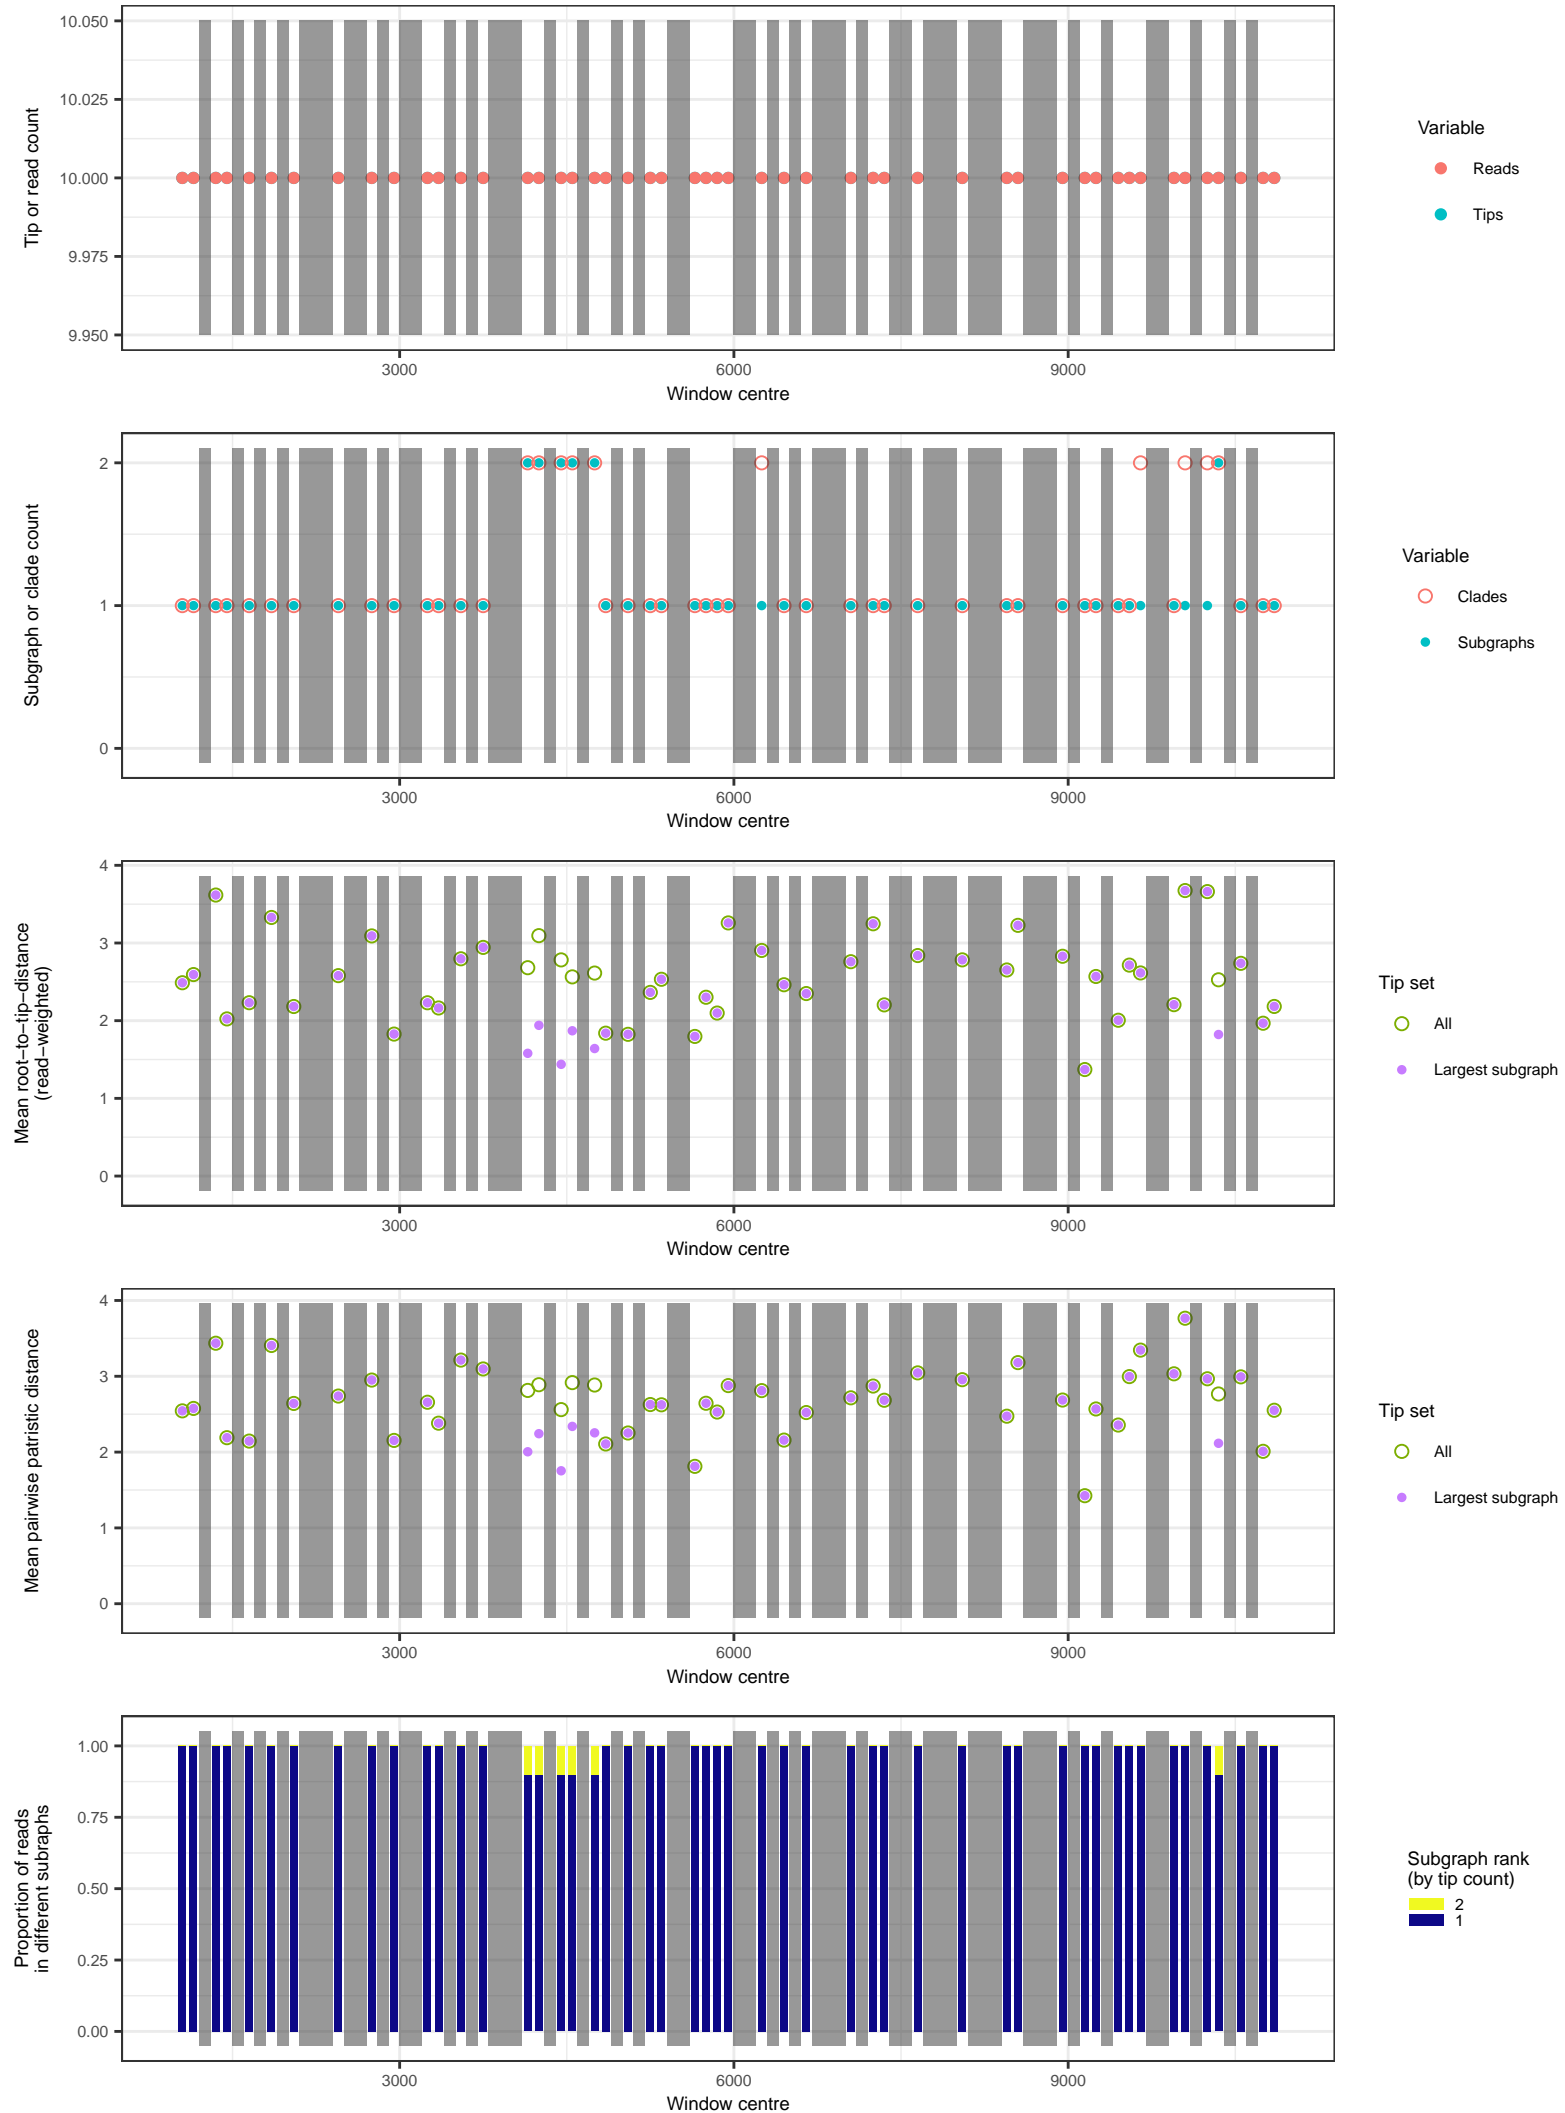 10.050
10.025
10.000
9.975
9.950
Tip or read count
3000 6000 9000
Window centre
Variable
Reads
Tips
2
1
0
Subgraph or clade count
3000 6000 9000
Window centre
Variable
Clades
Subgraphs
4
3
2
1
0
Mean root-to-tip-distance
(read-weighted)
3000 6000 9000
Window centre
Tip set
All
Largest subgraph
4
3
2
1
0
Mean pairwise patristic distance
3000 6000 9000
Window centre
Tip set
All
Largest subgraph
1.00
0.75
0.50
0.25
0.00
Proportion of reads
in different subraphs
3000 6000 9000
Window centre
Subgraph rank
(by tip count)
2
1